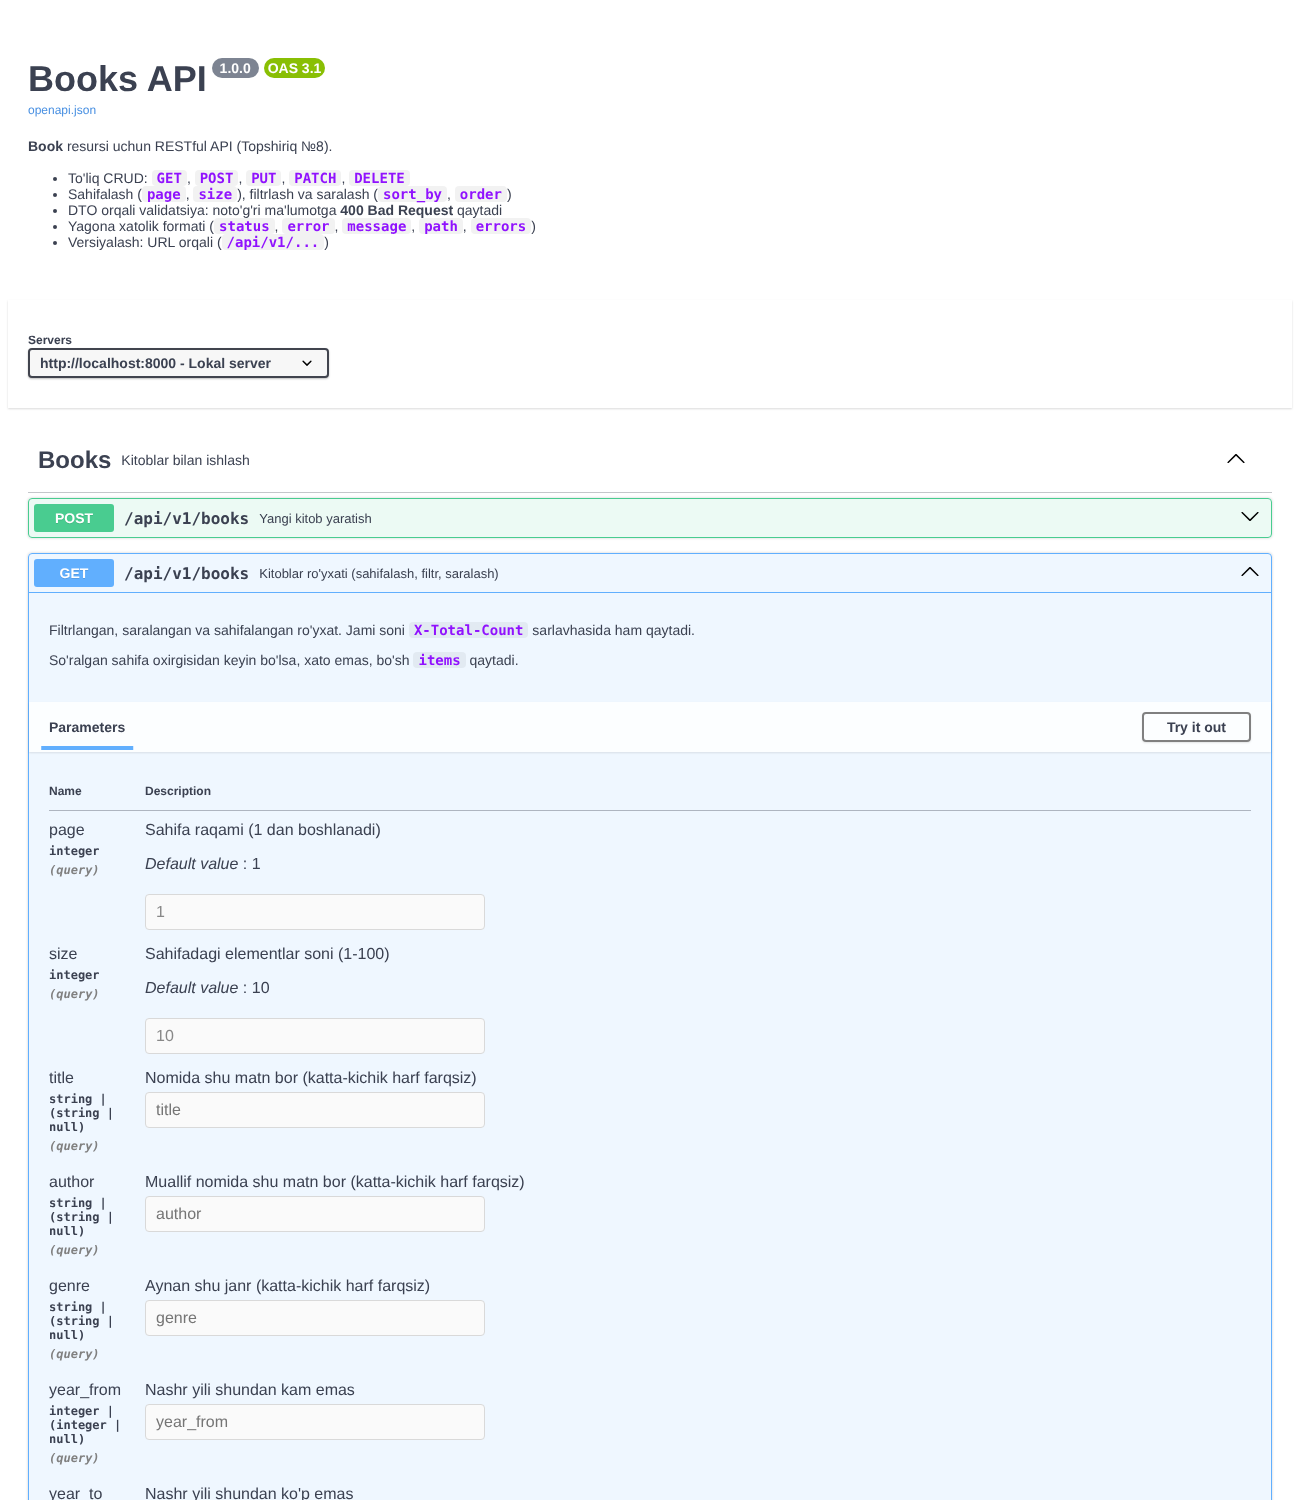 Books API 1.0.0 OAS 3.1
openapi.json
Book resursi uchun RESTful API (Topshiriq №8).
To'liq CRUD: GET , POST , PUT , PATCH , DELETE
Sahifalash ( page , size ), filtrlash va saralash ( sort_by , order )
DTO orqali validatsiya: noto'g'ri ma'lumotga 400 Bad Request qaytadi
Yagona xatolik formati ( status , error , message , path , errors )
Versiyalash: URL orqali ( /api/v1/... )
Servers
http://localhost:8000 - Lokal server
Books Kitoblar bilan ishlash
POST /api/v1/books Yangi kitob yaratish
GET /api/v1/books Kitoblar ro'yxati (sahifalash, filtr, saralash)
Filtrlangan, saralangan va sahifalangan ro'yxat. Jami soni X-Total-Count sarlavhasida ham qaytadi.
So'ralgan sahifa oxirgisidan keyin bo'lsa, xato emas, bo'sh items qaytadi.
Parameters Try it out
Name Description
page Sahifa raqami (1 dan boshlanadi)
integer
(query) Default value : 1
1
size Sahifadagi elementlar soni (1-100)
integer
(query) Default value : 10
10
title Nomida shu matn bor (katta-kichik harf farqsiz)
string |
(string |
null)
(query)
title
author Muallif nomida shu matn bor (katta-kichik harf farqsiz)
string |
(string |
null)
(query)
author
genre Aynan shu janr (katta-kichik harf farqsiz)
string |
(string |
null)
(query)
genre
year_from Nashr yili shundan kam emas
integer |
(integer |
null)
(query)
year_from
year_to Nashr yili shundan ko'p emas